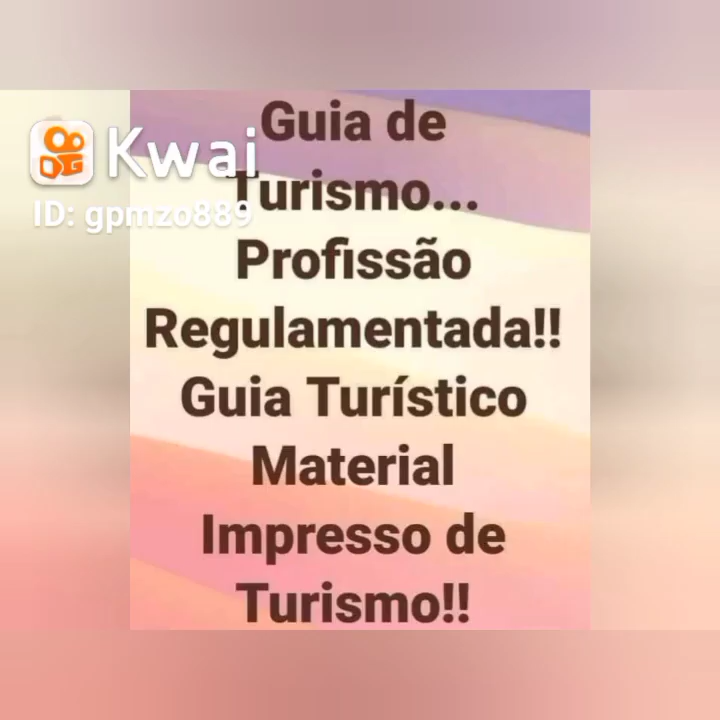 Kwai
ID: gpmzo889
Guia de
Turismo...
Profissão
Regulamentada!!
Guia Turístico
Material
Impresso de
Turismo!!